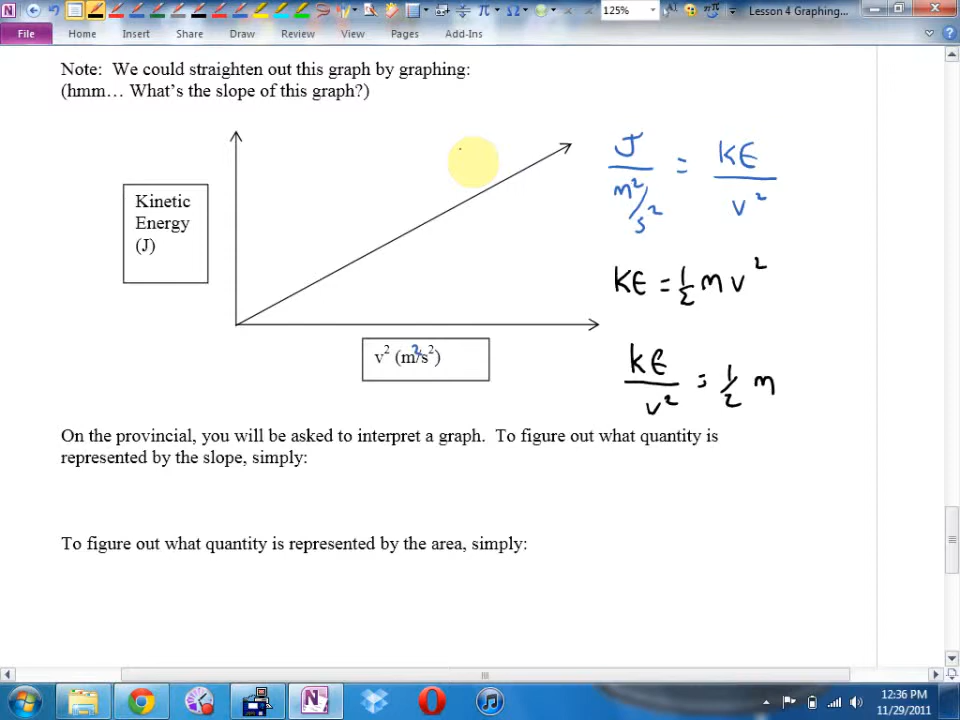 125%
Lesson 4 Graphing...
File Home Insert Share Draw Review View Pages Add-Ins
Note: We could straighten out this graph by graphing:
(hmm… What's the slope of this graph?)
Kinetic
Energy
(J)
J / m²/s² = KE / v²
KE = 1/2 m v²
KE / v² = 1/2 m
v² (m²/s²)
On the provincial, you will be asked to interpret a graph. To figure out what quantity is
represented by the slope, simply:
To figure out what quantity is represented by the area, simply:
12:36 PM
11/29/2011